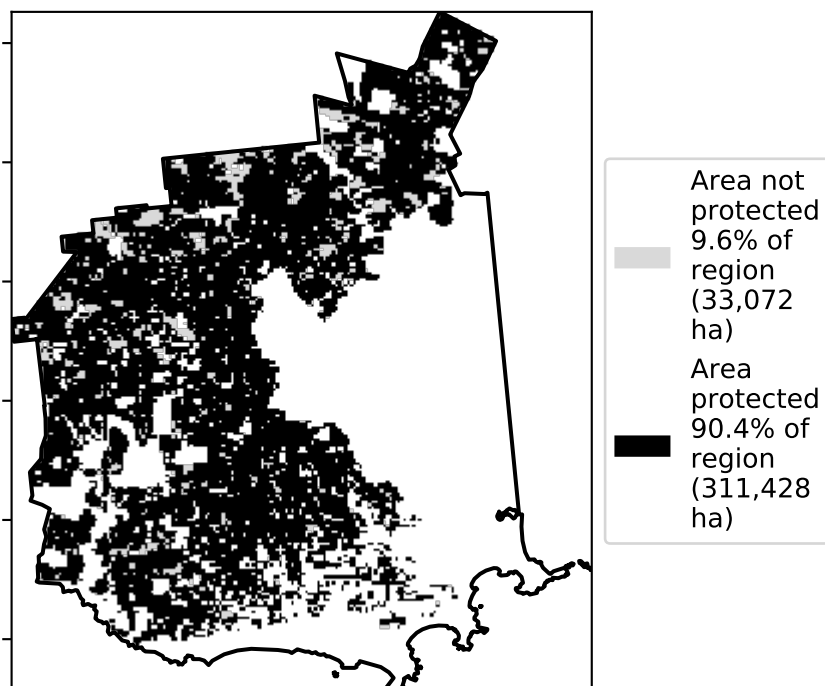 Area not
protected
9.6% of
region
(33,072
ha)
Area
protected
90.4% of
region
(311,428
ha)